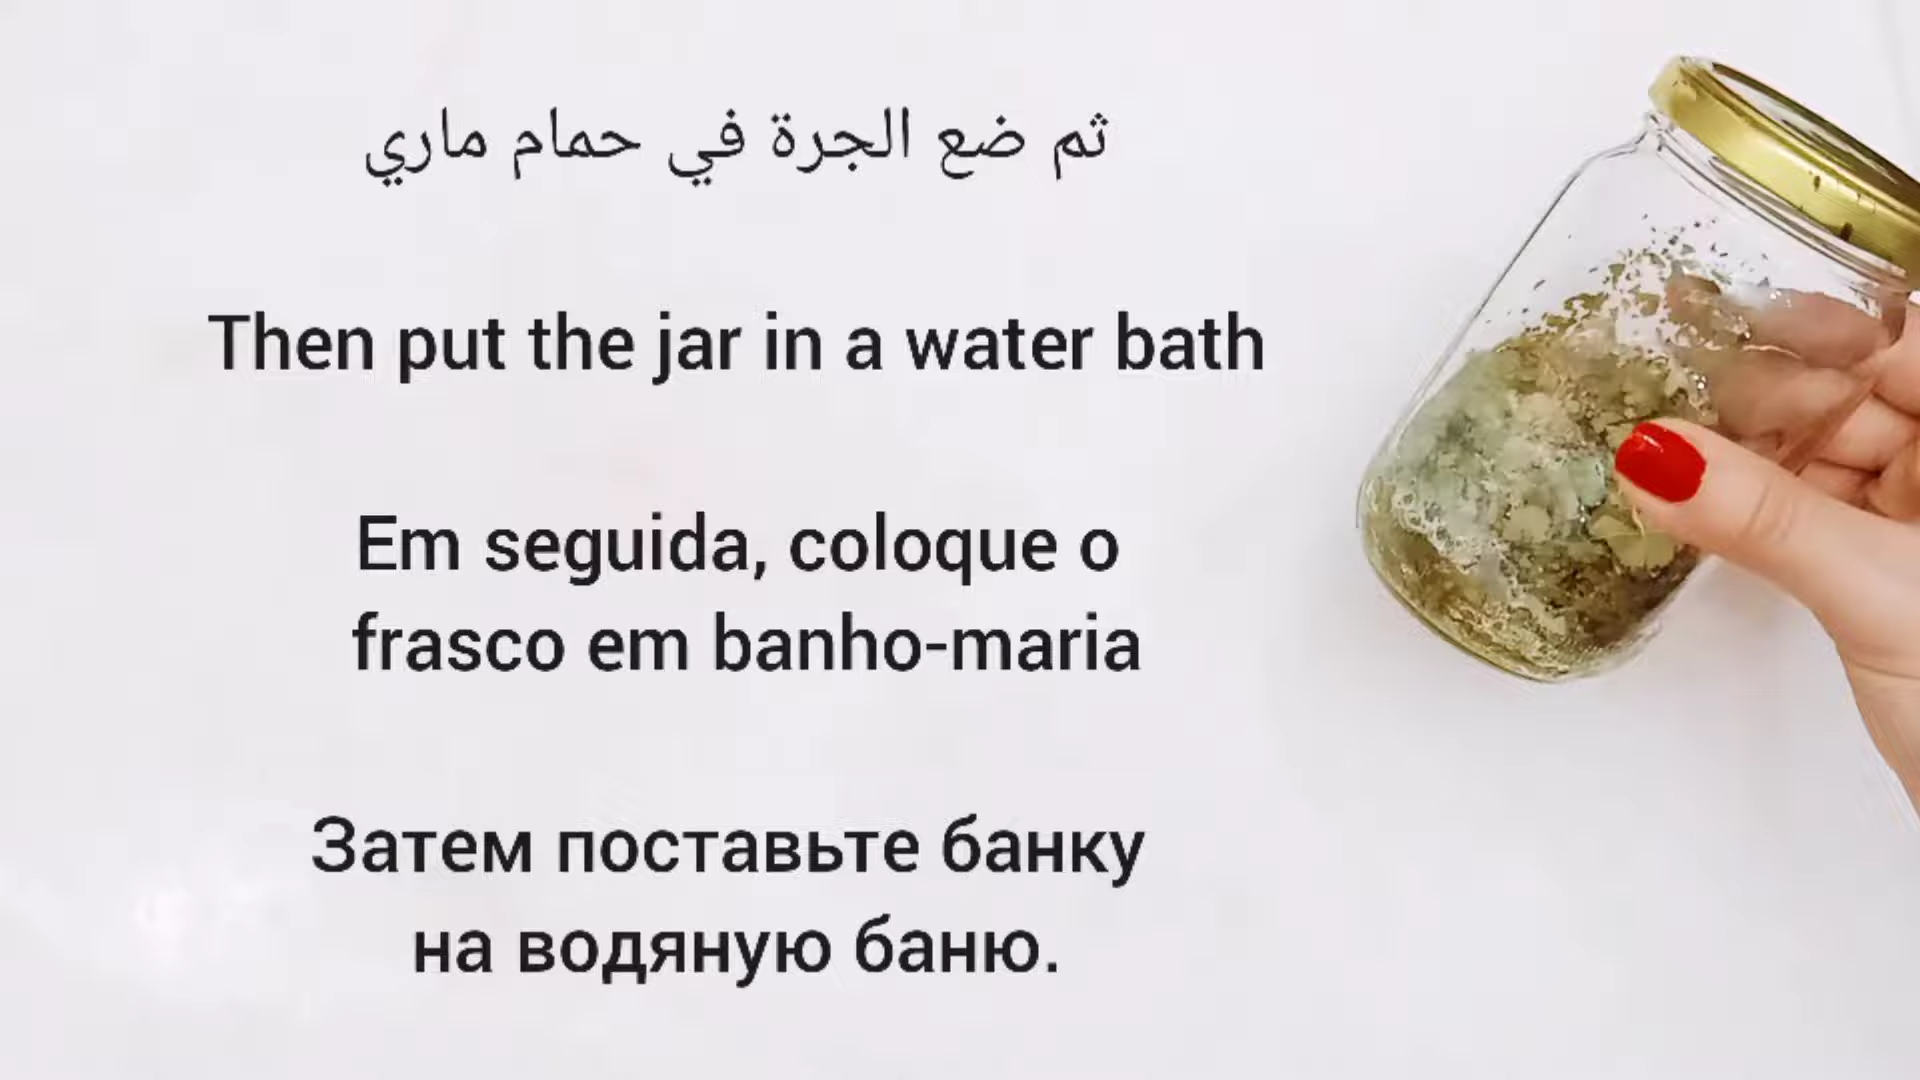 ثم ضع الجرة في حمام ماري
Then put the jar in a water bath
Em seguida, coloque o
frasco em banho-maria
Затем поставьте банку
на водяную баню.